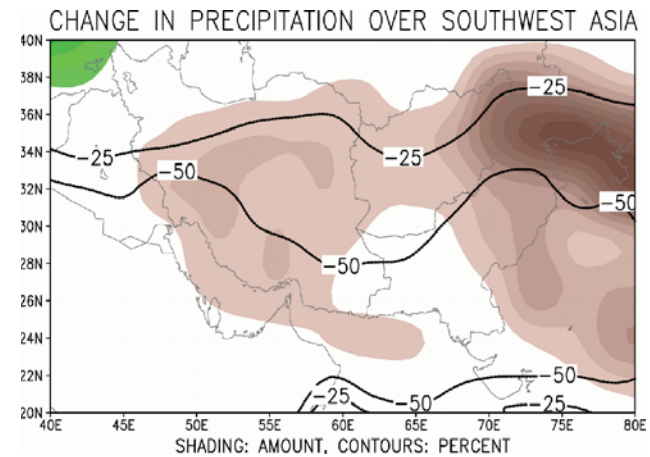 CHANGE IN PRECIPITATION OVER SOUTHWEST ASIA
40N
38N
36N
34N
32N
30N
28N
26N
24N
22N
20N
-25
-25
-25
-50
-50
-50
-50
-50
-25
-25
40E 45E 50E 55E 60E 65E 70E 75E 80E
SHADING: AMOUNT, CONTOURS: PERCENT